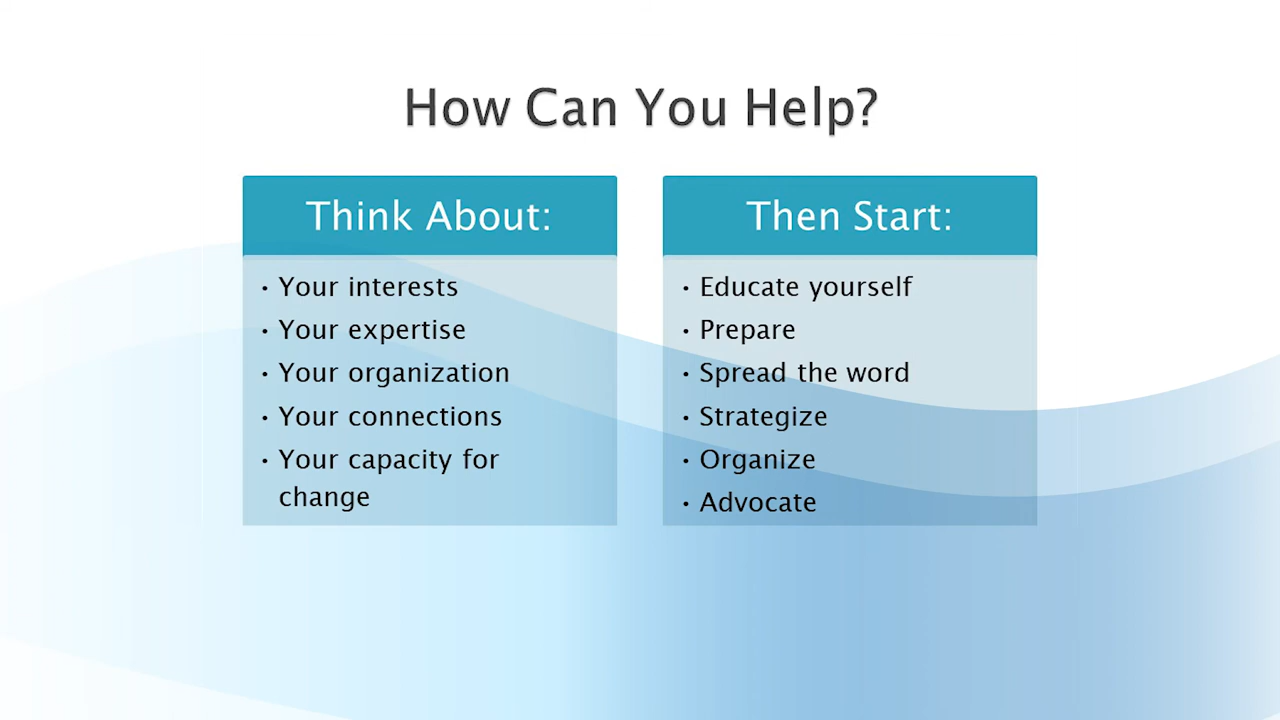 How Can You Help?
Think About:
• Your interests
• Your expertise
• Your organization
• Your connections
• Your capacity for
change
Then Start:
• Educate yourself
• Prepare
• Spread the word
• Strategize
• Organize
• Advocate